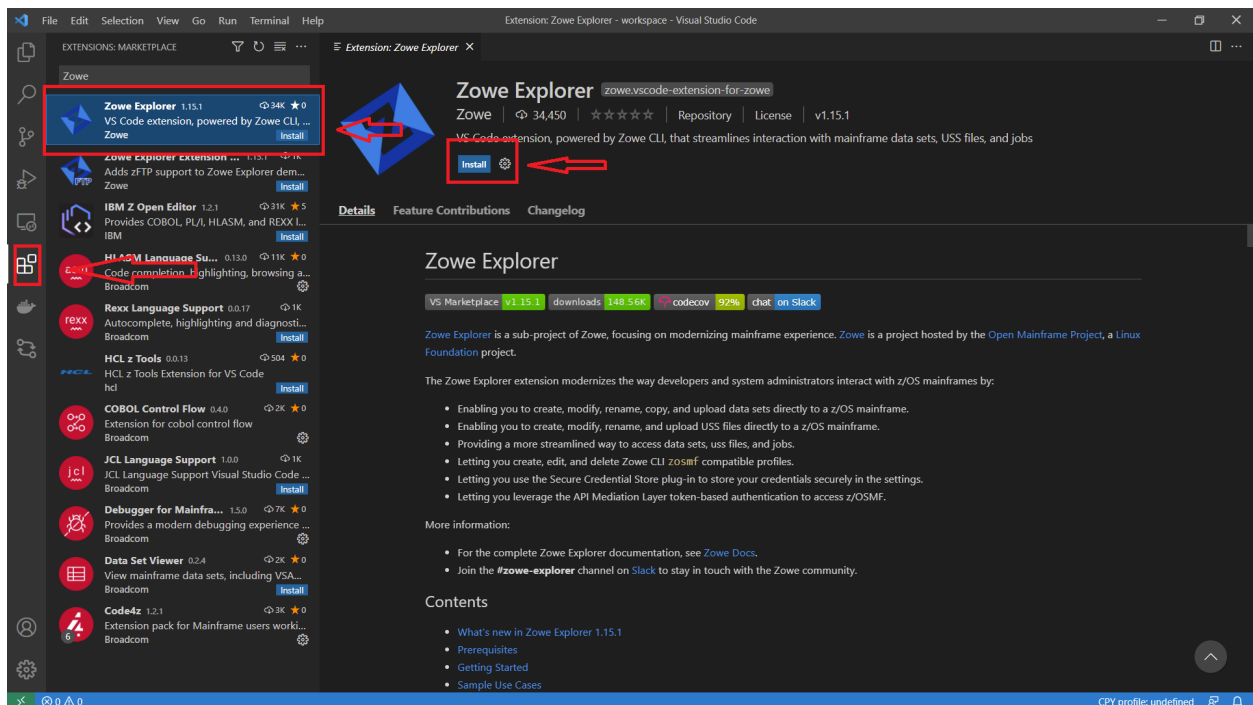 File Edit Selection View Go Run Terminal Help
Extension: Zowe Explorer - workspace - Visual Studio Code
EXTENSIONS: MARKETPLACE
Zowe
Zowe Explorer 1.15.1 34K ★0
VS Code extension, powered by Zowe CLI, ...
Zowe Install
Zowe Explorer Extension ... 1.15.1 1K
Adds zFTP support to Zowe Explorer dem...
Zowe Install
IBM Z Open Editor 1.2.1 31K ★5
Provides COBOL, PL/I, HLASM, and REXX l...
IBM Install
HLASM Language Su... 0.13.0 11K ★0
Code completion, highlighting, browsing a...
Broadcom
Rexx Language Support 0.0.17 1K
Autocomplete, highlighting and diagnosti...
Broadcom Install
HCL z Tools 0.0.13 504 ★0
HCL z Tools Extension for VS Code
hcl Install
COBOL Control Flow 0.4.0 2K ★0
Extension for cobol control flow
Broadcom
JCL Language Support 1.0.0 1K
JCL Language Support Visual Studio Code ...
Broadcom Install
Debugger for Mainfra... 1.5.0 7K ★0
Provides a modern debugging experience ...
Broadcom
Data Set Viewer 0.2.4 2K ★0
View mainframe data sets, including VSA...
Broadcom Install
Code4z 1.2.1 3K ★0
Extension pack for Mainframe users worki...
Broadcom
FTP
rexx
HCL
jcl
6
Extension: Zowe Explorer
Zowe Explorer zowe.vscode-extension-for-zowe
Zowe | 34,450 | ☆☆☆☆☆ | Repository | License | v1.15.1
VS Code extension, powered by Zowe CLI, that streamlines interaction with mainframe data sets, USS files, and jobs
Install
Details Feature Contributions Changelog
Zowe Explorer
VS Marketplace v1.15.1 downloads 148.56K codecov 92% chat on Slack
Zowe Explorer is a sub-project of Zowe, focusing on modernizing mainframe experience. Zowe is a project hosted by the Open Mainframe Project, a Linux
Foundation project.
The Zowe Explorer extension modernizes the way developers and system administrators interact with z/OS mainframes by:
• Enabling you to create, modify, rename, copy, and upload data sets directly to a z/OS mainframe.
• Enabling you to create, modify, rename, and upload USS files directly to a z/OS mainframe.
• Providing a more streamlined way to access data sets, uss files, and jobs.
• Letting you create, edit, and delete Zowe CLI zosmf compatible profiles.
• Letting you use the Secure Credential Store plug-in to store your credentials securely in the settings.
• Letting you leverage the API Mediation Layer token-based authentication to access z/OSMF.
More information:
• For the complete Zowe Explorer documentation, see Zowe Docs.
• Join the #zowe-explorer channel on Slack to stay in touch with the Zowe community.
Contents
• What's new in Zowe Explorer 1.15.1
• Prerequisites
• Getting Started
• Sample Use Cases
0 0
CPY profile: undefined